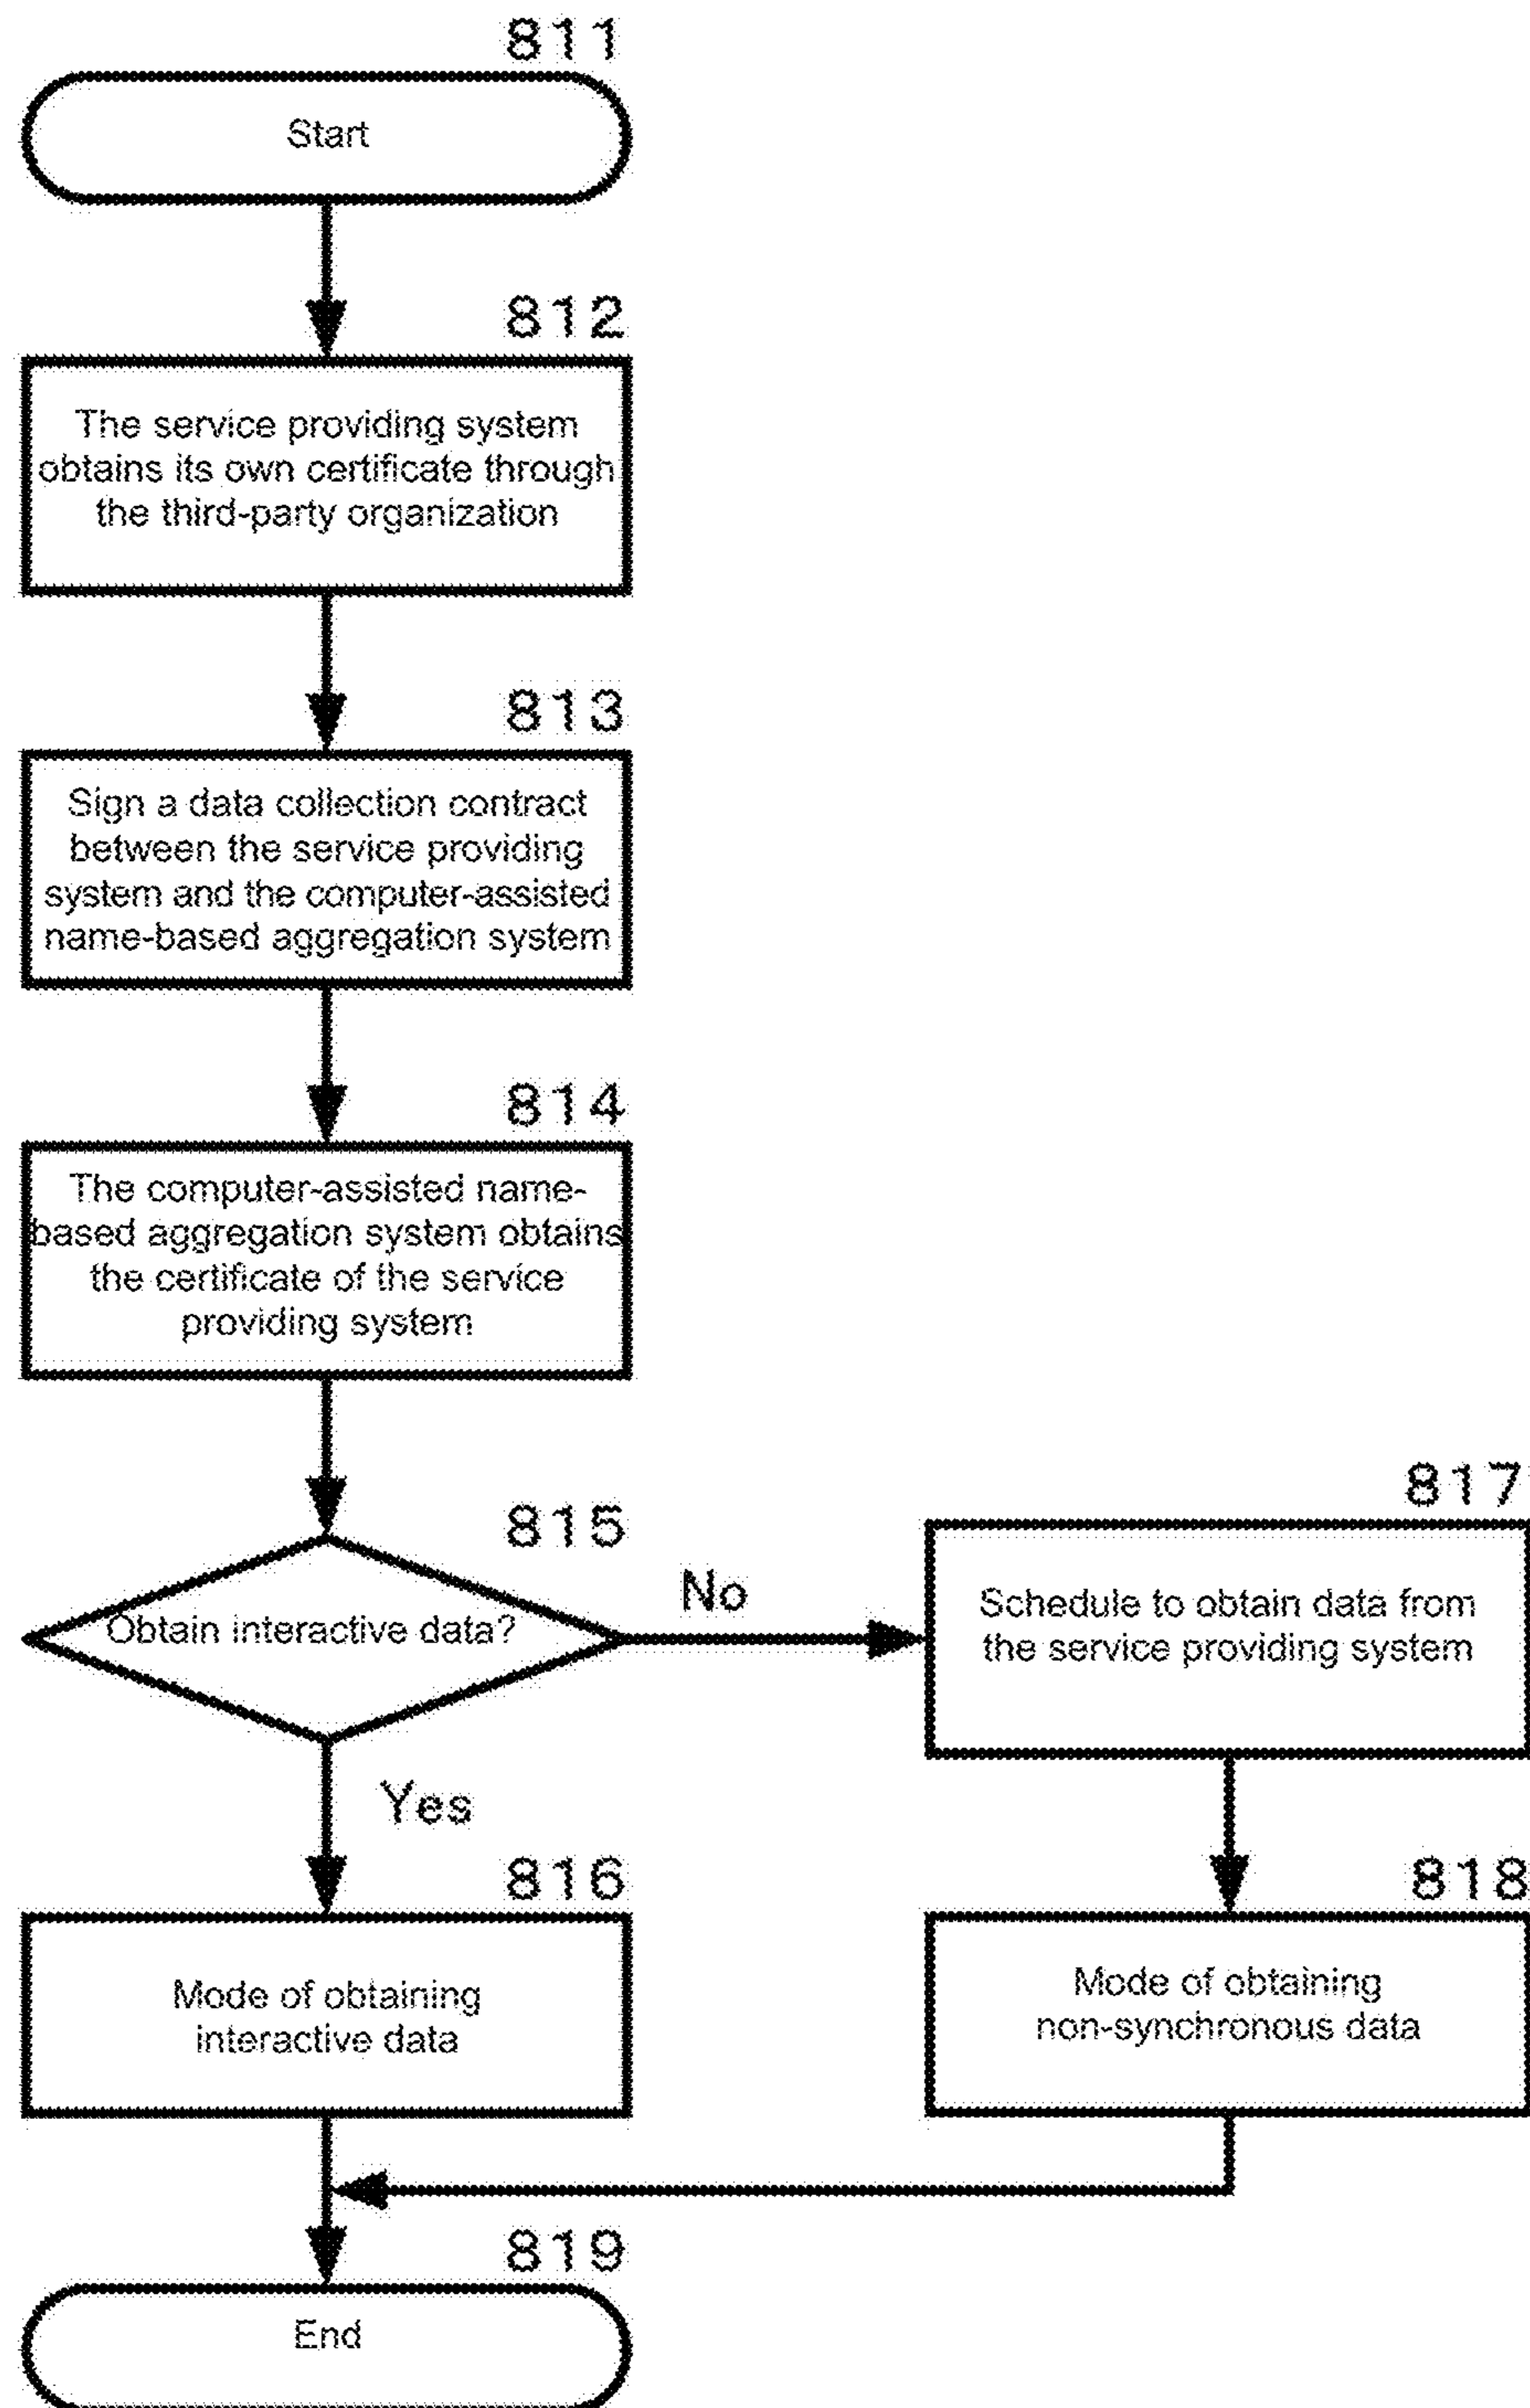 811
Start
812
The service providing system
obtains its own certificate through
the third-party organization
813
Sign a data collection contract
between the service providing
system and the computer-assisted
name-based aggregation system
814
The computer-assisted name-
based aggregation system obtains
the certificate of the service
providing system
815
Obtain interactive data?
No
817
Schedule to obtain data from
the service providing system
Yes
816
Mode of obtaining
interactive data
818
Mode of obtaining
non-synchronous data
819
End